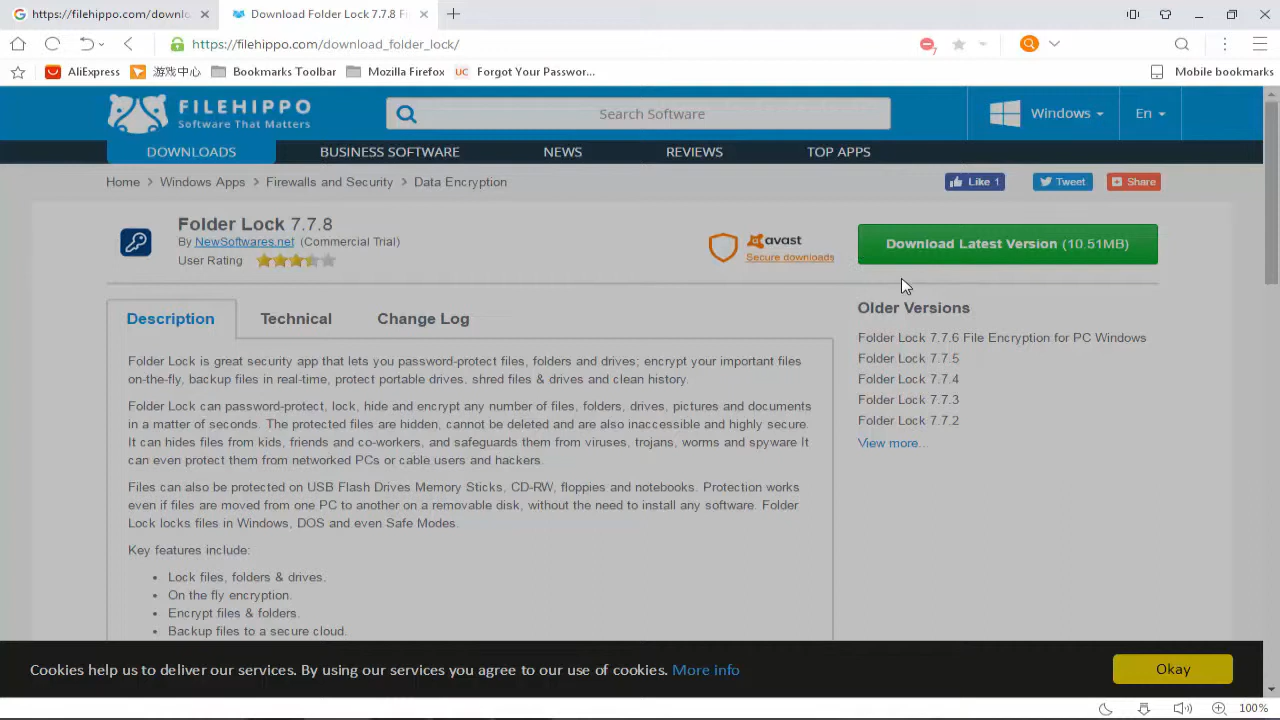 https://filehippo.com/downlo
Download Folder Lock 7.7.8 Fi
https://filehippo.com/download_folder_lock/
7
AliExpress
游戏中心
Bookmarks Toolbar
Mozilla Firefox
UC
Forgot Your Passwor...
Mobile bookmarks
FILEHIPPO
Software That Matters
Search Software
Windows
En
DOWNLOADS
BUSINESS SOFTWARE
NEWS
REVIEWS
TOP APPS
Home > Windows Apps > Firewalls and Security > Data Encryption
Like 1
Tweet
Share
Folder Lock 7.7.8
By NewSoftwares.net (Commercial Trial)
User Rating
avast
Secure downloads
Download Latest Version (10.51MB)
Description
Technical
Change Log
Folder Lock is great security app that lets you password-protect files, folders and drives; encrypt your important files
on-the-fly, backup files in real-time, protect portable drives, shred files & drives and clean history.
Folder Lock can password-protect, lock, hide and encrypt any number of files, folders, drives, pictures and documents
in a matter of seconds. The protected files are hidden, cannot be deleted and are also inaccessible and highly secure.
It can hides files from kids, friends and co-workers, and safeguards them from viruses, trojans, worms and spyware It
can even protect them from networked PCs or cable users and hackers.
Files can also be protected on USB Flash Drives Memory Sticks, CD-RW, floppies and notebooks. Protection works
even if files are moved from one PC to another on a removable disk, without the need to install any software. Folder
Lock locks files in Windows, DOS and even Safe Modes.
Key features include:
• Lock files, folders & drives.
• On the fly encryption.
• Encrypt files & folders.
• Backup files to a secure cloud.
Older Versions
Folder Lock 7.7.6 File Encryption for PC Windows
Folder Lock 7.7.5
Folder Lock 7.7.4
Folder Lock 7.7.3
Folder Lock 7.7.2
View more...
Cookies help us to deliver our services. By using our services you agree to our use of cookies. More info
Okay
100%